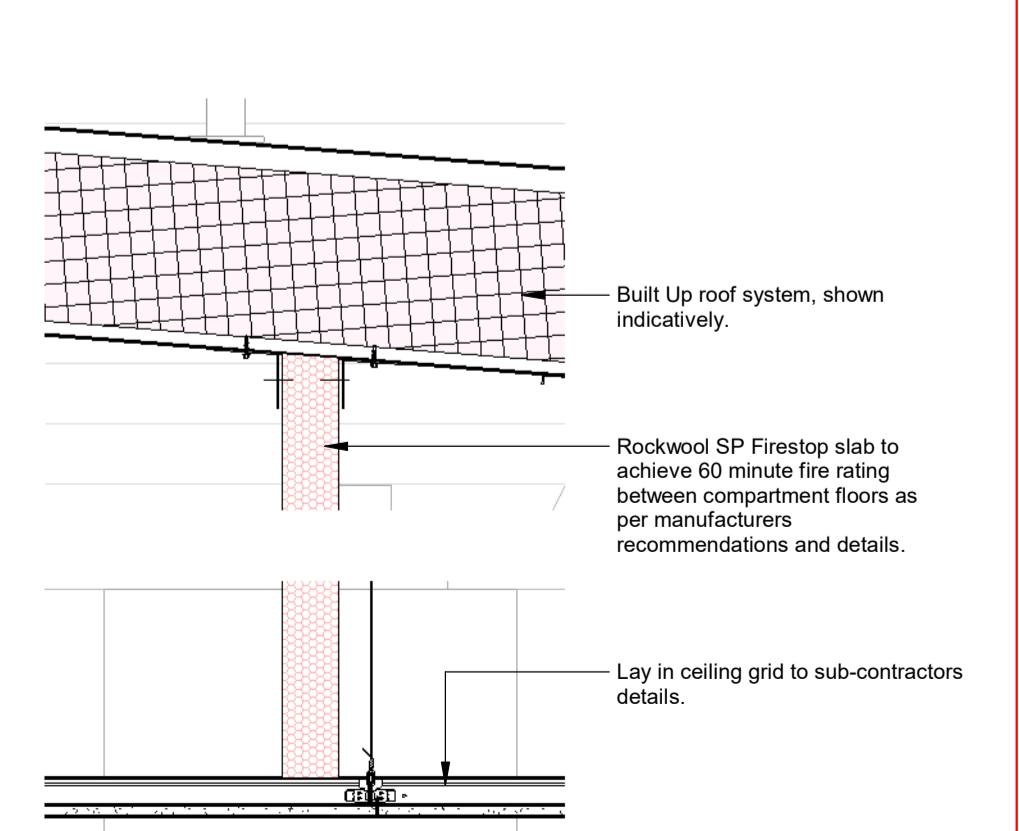 Built Up roof system, shown
indicatively.
Rockwool SP Firestop slab to
achieve 60 minute fire rating
between compartment floors as
per manufacturers
recommendations and details.
Lay in ceiling grid to sub-contractors
details.